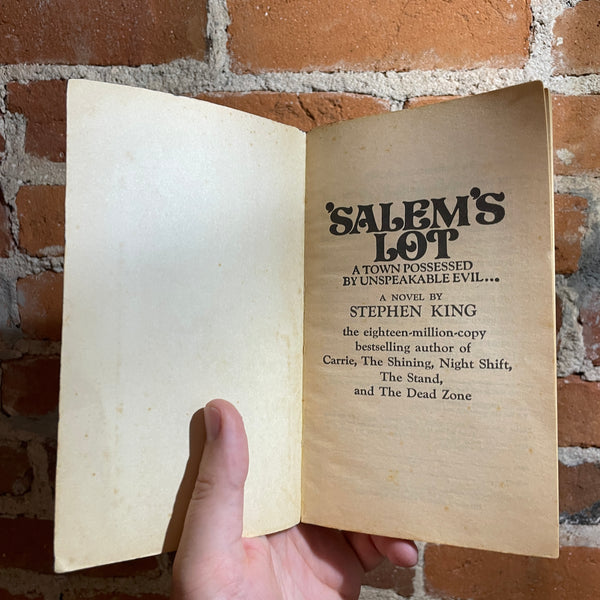 'SALEM'S
LOT
A TOWN POSSESSED
BY UNSPEAKABLE EVIL...
A NOVEL BY
STEPHEN KING
the eighteen-million-copy
bestselling author of
Carrie, The Shining, Night Shift,
The Stand,
and The Dead Zone